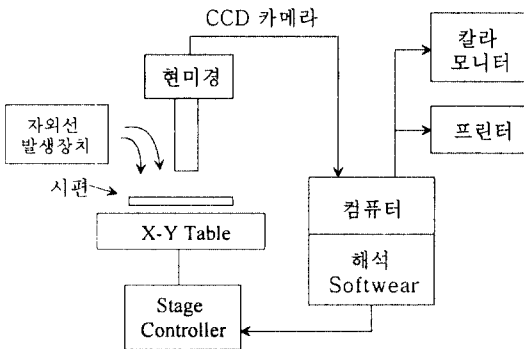 CCD 카메라
칼라
모니터
현미경
자외선
발생장치
프린터
시편
컴퓨터
X-Y Table
해석
Softwear
Stage
Controller